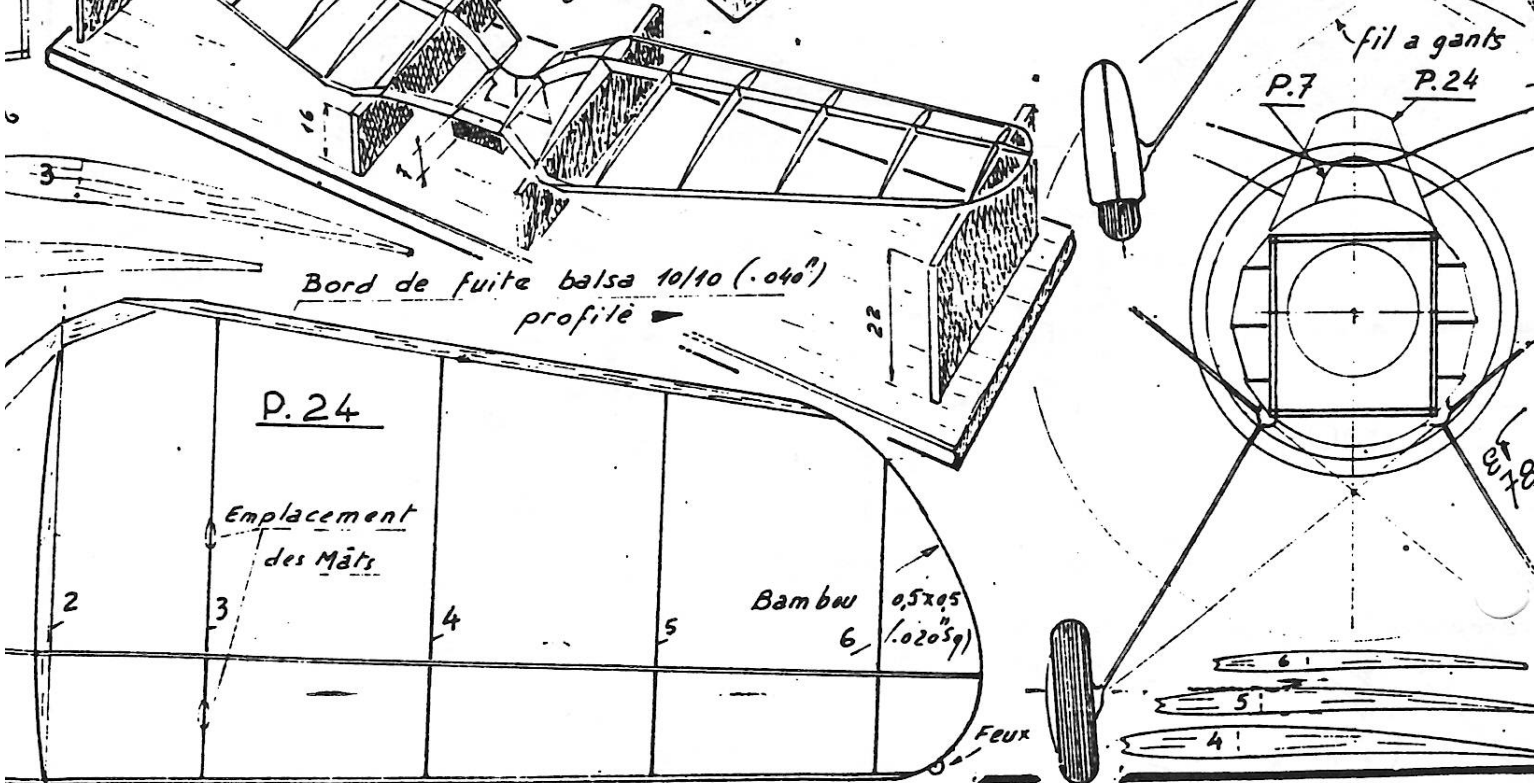 fil a gants
P.7
P.24
16
3
3
Bord de fuite balsa 10/10 (.040")
profilé
22
P.24
Emplacement
des Mâts
2
3
4
5
Bambou 0,5x0,5
6 (.020"sq)
Feux
6
5
4